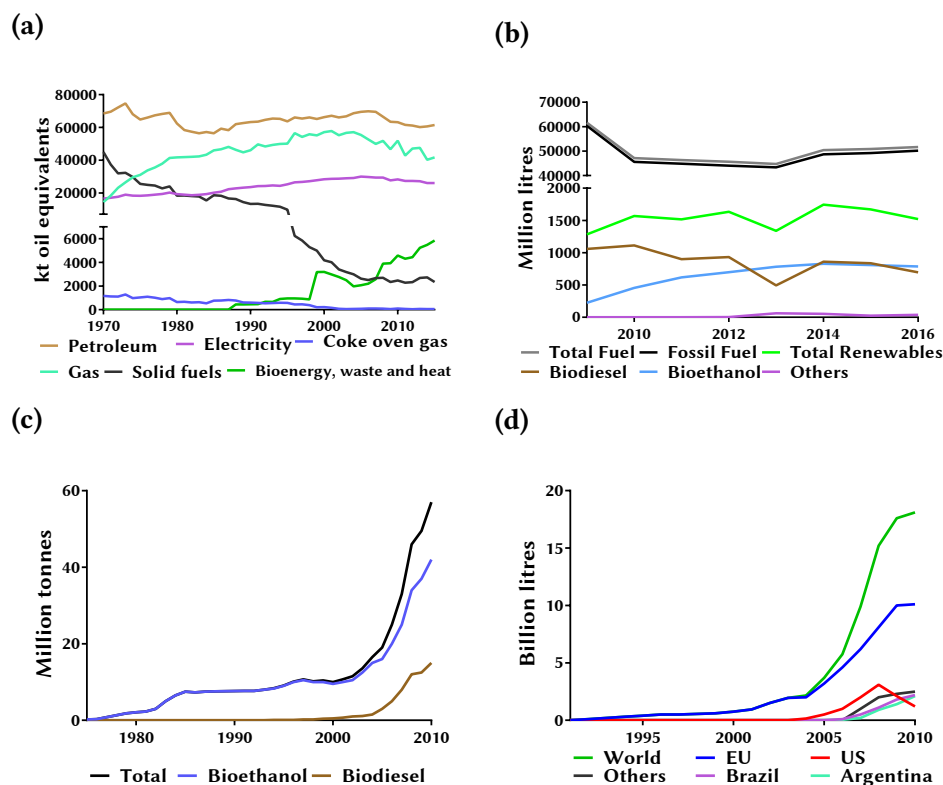 (a)
kt oil equivalents
80000
60000
40000
20000
6000
4000
2000
0
1970 1980 1990 2000 2010
Petroleum Electricity Coke oven gas
Gas Solid fuels Bioenergy, waste and heat
(b)
Million litres
70000
60000
50000
40000
2000
1500
1000
500
0
2010 2012 2014 2016
Total Fuel Fossil Fuel Total Renewables
Biodiesel Bioethanol Others
(c)
Million tonnes
60
40
20
0
1980 1990 2000 2010
Total Bioethanol Biodiesel
(d)
Billion litres
20
15
10
5
0
1995 2000 2005 2010
World EU US
Others Brazil Argentina